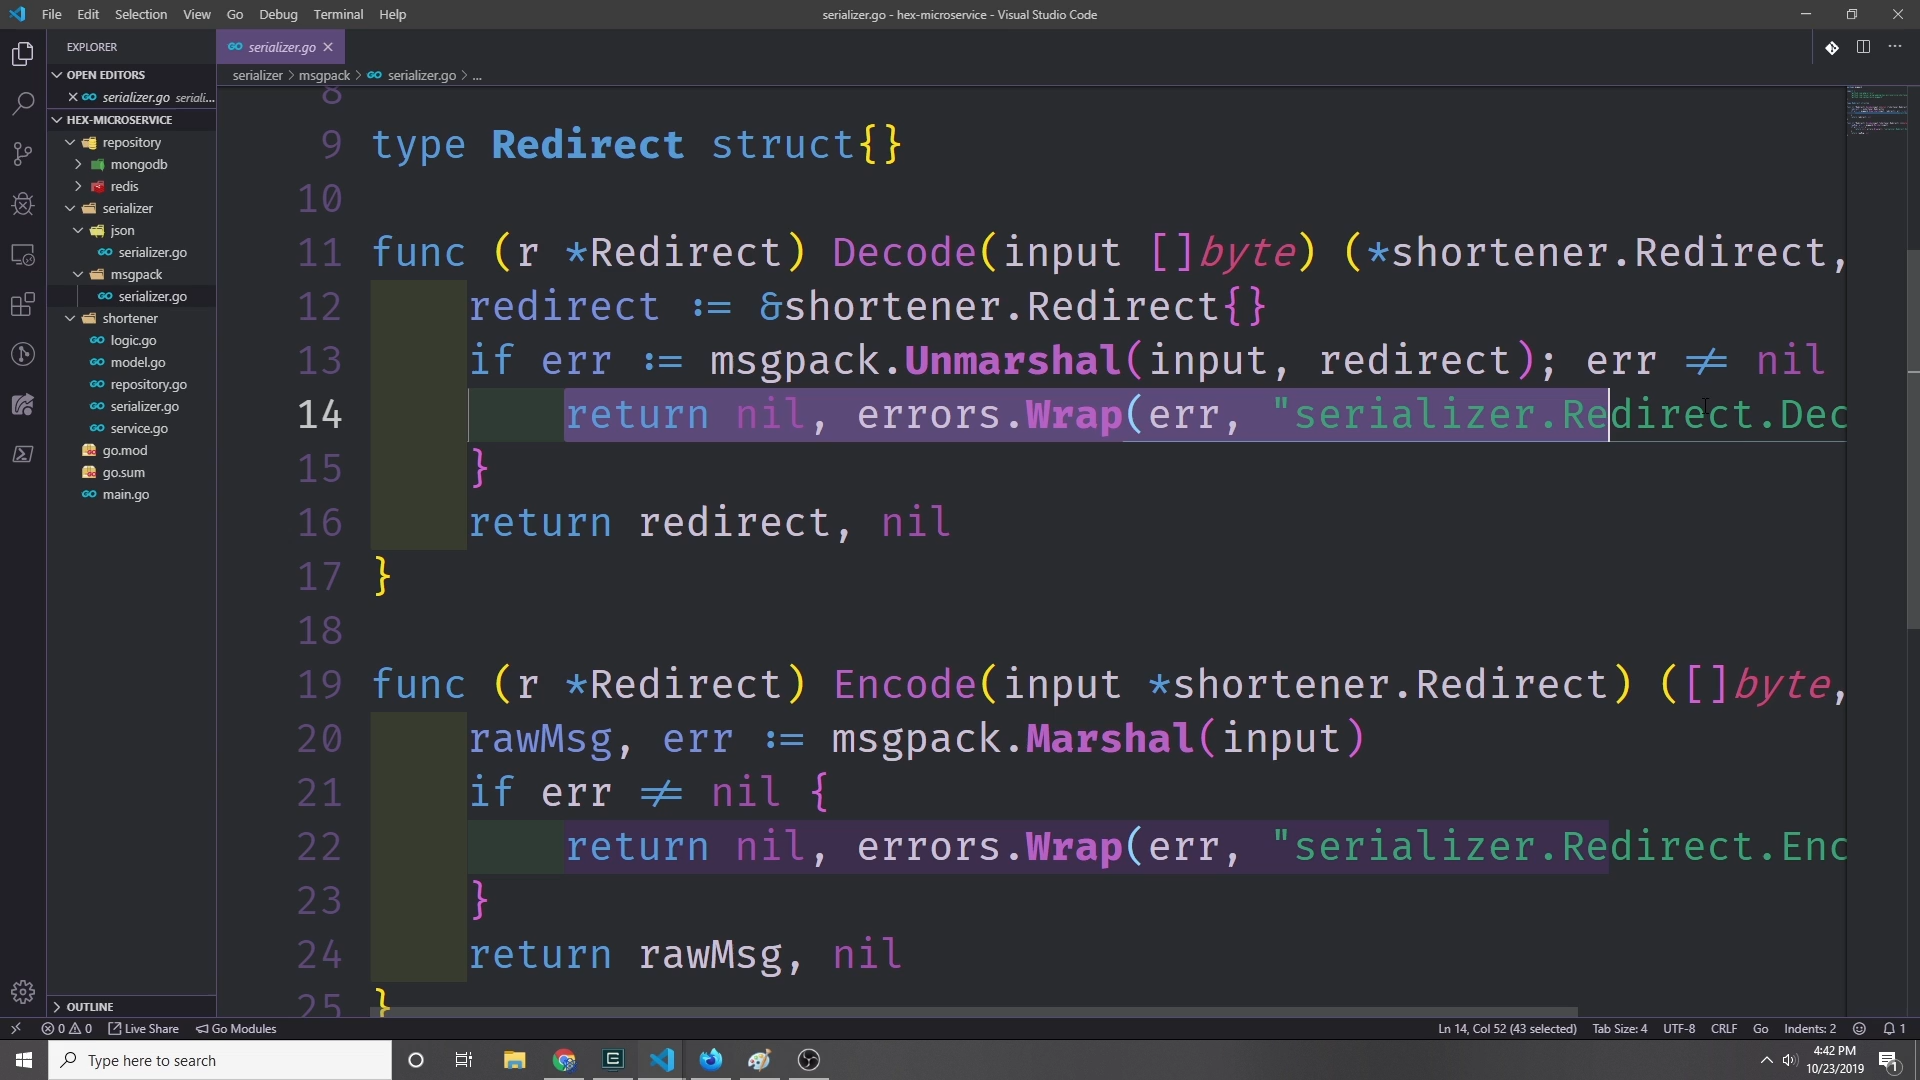 File Edit Selection View Go Debug Terminal Help
serializer.go - hex-microservice - Visual Studio Code
EXPLORER
serializer.go
OPEN EDITORS
serializer > msgpack > serializer.go > ...
serializer.go seriali...
HEX-MICROSERVICE
repository
mongodb
redis
serializer
json
serializer.go
msgpack
serializer.go
shortener
logic.go
model.go
repository.go
serializer.go
service.go
go.mod
go.sum
main.go
OUTLINE
8
9 type Redirect struct{}
10
11 func (r *Redirect) Decode(input []byte) (*shortener.Redirect,
12 redirect := &shortener.Redirect{}
13 if err := msgpack.Unmarshal(input, redirect); err != nil
14 return nil, errors.Wrap(err, "serializer.Redirect.Dec
15 }
16 return redirect, nil
17 }
18
19 func (r *Redirect) Encode(input *shortener.Redirect) ([]byte,
20 rawMsg, err := msgpack.Marshal(input)
21 if err != nil {
22 return nil, errors.Wrap(err, "serializer.Redirect.Enc
23 }
24 return rawMsg, nil
25 }
0 0 Live Share Go Modules
Ln 14, Col 52 (43 selected) Tab Size: 4 UTF-8 CRLF Go Indents: 2 1
Type here to search
4:42 PM
10/23/2019
1